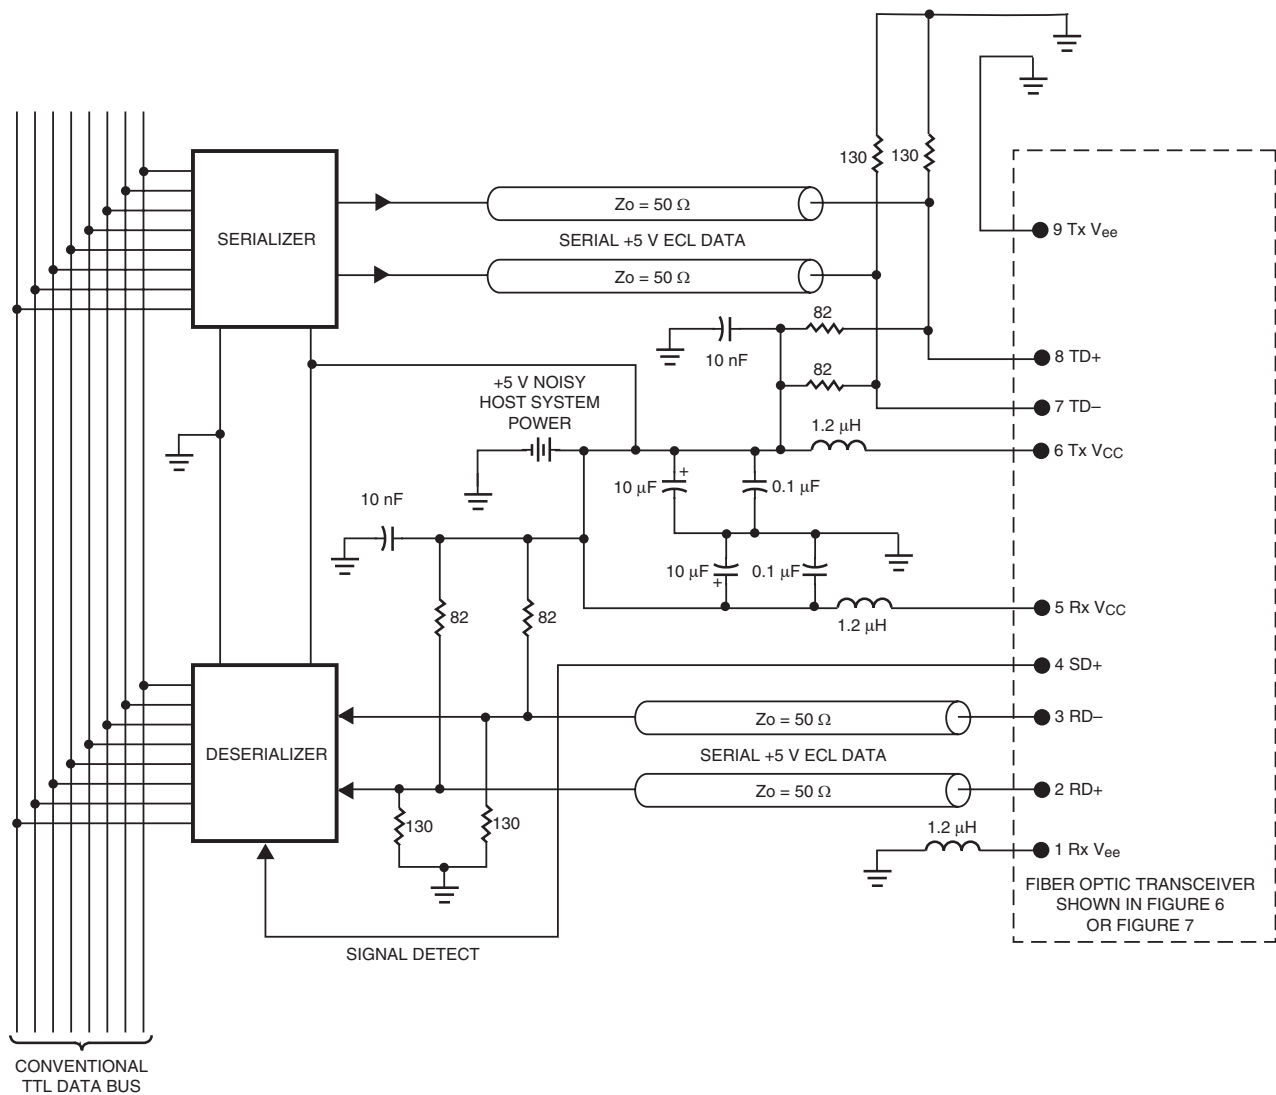 130
130
SERIALIZER
Zo = 50 Ω
9 Tx Vee
SERIAL +5 V ECL DATA
Zo = 50 Ω
82
10 nF
8 TD+
82
+5 V NOISY
HOST SYSTEM
POWER
7 TD–
1.2 µH
6 Tx VCC
10 nF
10 µF
+
0.1 µF
10 µF
+
0.1 µF
82
82
5 Rx VCC
1.2 µH
4 SD+
Zo = 50 Ω
3 RD–
DESERIALIZER
SERIAL +5 V ECL DATA
Zo = 50 Ω
2 RD+
130
130
1.2 µH
1 Rx Vee
FIBER OPTIC TRANSCEIVER
SHOWN IN FIGURE 6
OR FIGURE 7
SIGNAL DETECT
CONVENTIONAL
TTL DATA BUS